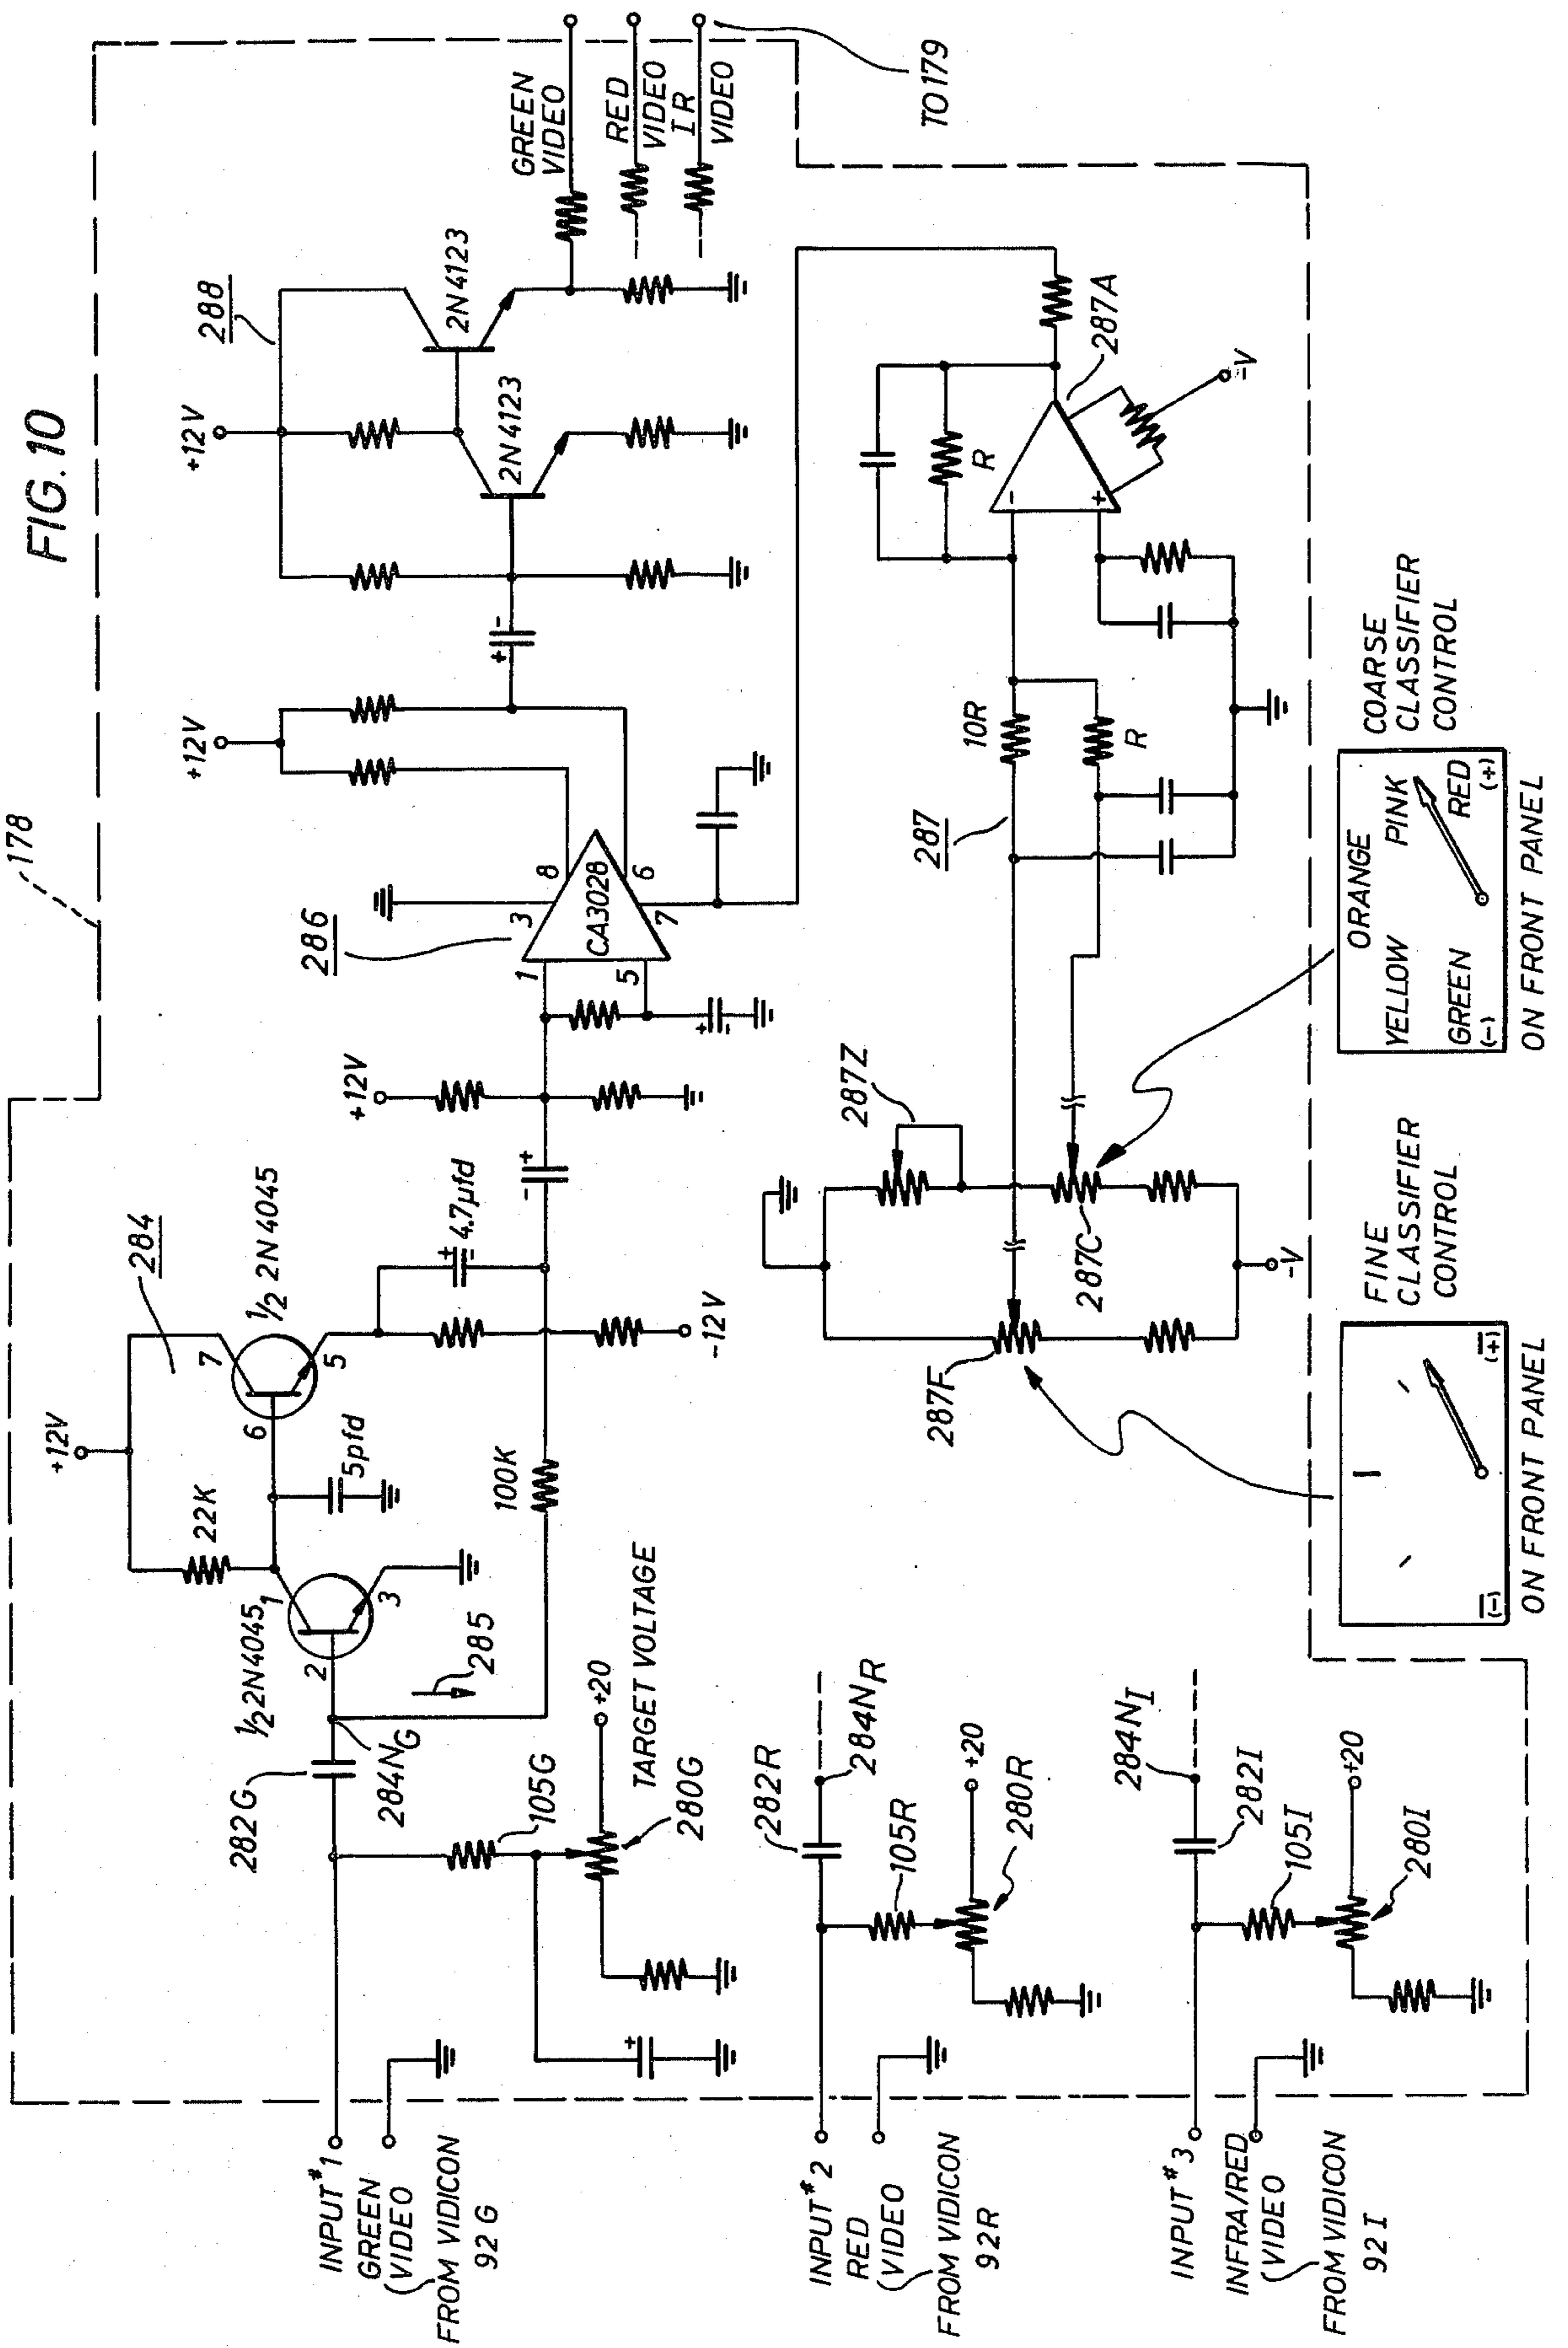 FIG. 10
178
+12V
284
22K
5pfd
1/2 2N4045
1
2
3
1/2 2N4045
7
6
5
4.7µfd
+
-
-12V
282G
284NG
285
100K
- +
+12V
286
1
5
3
8
6
7
CA3028
+
-
+12V
+ -
+12V
288
2N4123
2N4123
GREEN
VIDEO
RED
VIDEO
IR
VIDEO
TO 179
INPUT #1
GREEN
VIDEO
FROM VIDICON
92G
105G
+20
TARGET VOLTAGE
280G
+
INPUT #2
RED
VIDEO
FROM VIDICON
92R
282R
284NR
105R
+20
280R
INPUT #3
INFRA/RED
VIDEO
FROM VIDICON
92I
284NI
282I
105I
+20
280I
287Z
287F
287C
-V
287
10R
R
R
-
+
287A
-V
FINE
CLASSIFIER
CONTROL
(-)
(+)
ON FRONT PANEL
COARSE
CLASSIFIER
CONTROL
ORANGE
YELLOW
PINK
GREEN
RED
(-)
(+)
ON FRONT PANEL